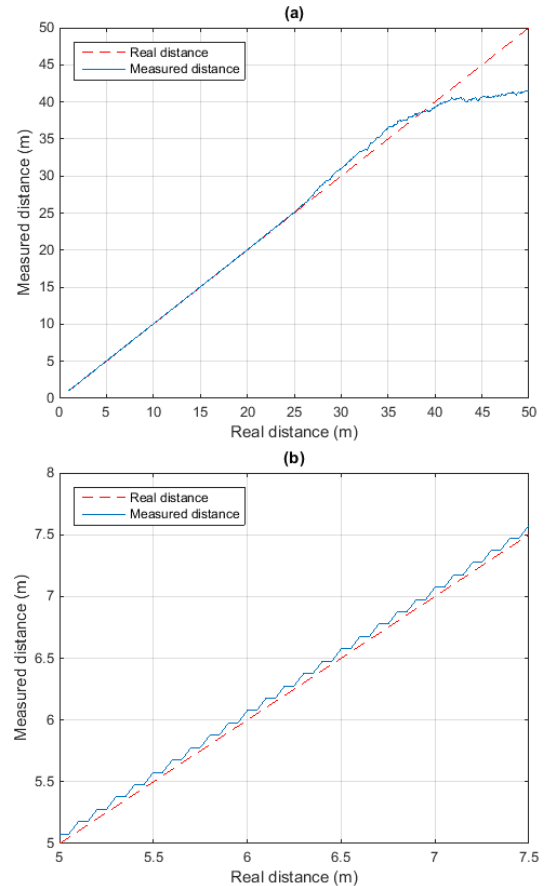 (a)
50
45
40
35
30
25
20
15
10
5
0
Measured distance (m)
Real distance
Measured distance
0 5 10 15 20 25 30 35 40 45 50
Real distance (m)
(b)
8
7.5
7
6.5
6
5.5
5
Measured distance (m)
Real distance
Measured distance
5 5.5 6 6.5 7 7.5
Real distance (m)